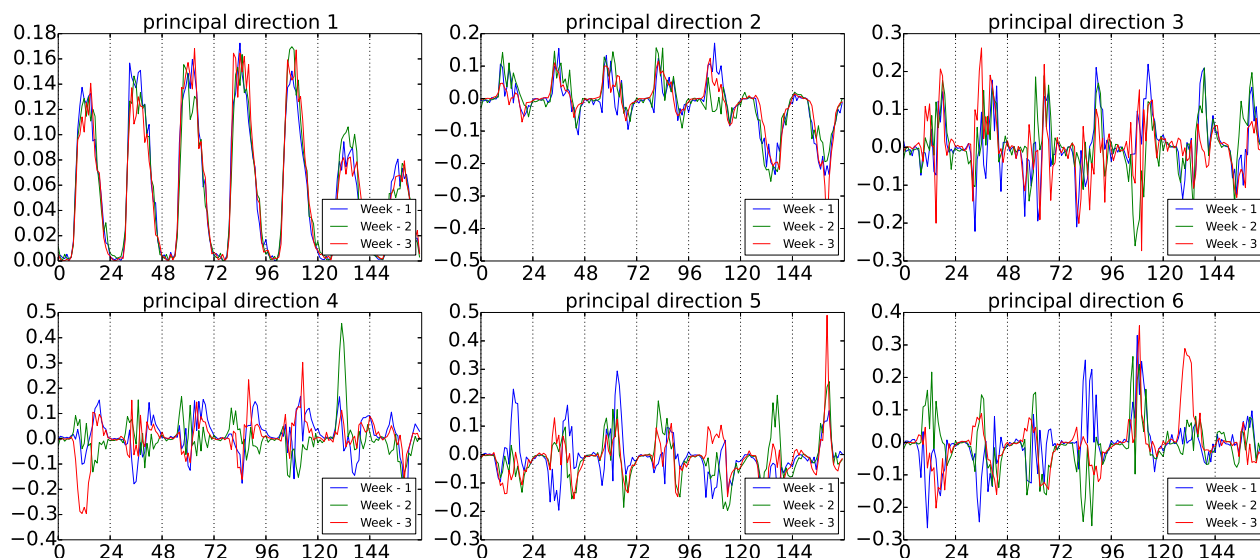 principal direction 1
0.18
0.16
0.14
0.12
0.10
0.08
0.06
0.04
0.02
0.00
0 24 48 72 96 120 144
Week - 1
Week - 2
Week - 3
principal direction 2
0.2
0.1
0.0
−0.1
−0.2
−0.3
−0.4
−0.5
0 24 48 72 96 120 144
Week - 1
Week - 2
Week - 3
principal direction 3
0.3
0.2
0.1
0.0
−0.1
−0.2
−0.3
0 24 48 72 96 120 144
Week - 1
Week - 2
Week - 3
principal direction 4
0.5
0.4
0.3
0.2
0.1
0.0
−0.1
−0.2
−0.3
−0.4
0 24 48 72 96 120 144
Week - 1
Week - 2
Week - 3
principal direction 5
0.5
0.4
0.3
0.2
0.1
0.0
−0.1
−0.2
−0.3
0 24 48 72 96 120 144
Week - 1
Week - 2
Week - 3
principal direction 6
0.4
0.3
0.2
0.1
0.0
−0.1
−0.2
−0.3
0 24 48 72 96 120 144
Week - 1
Week - 2
Week - 3